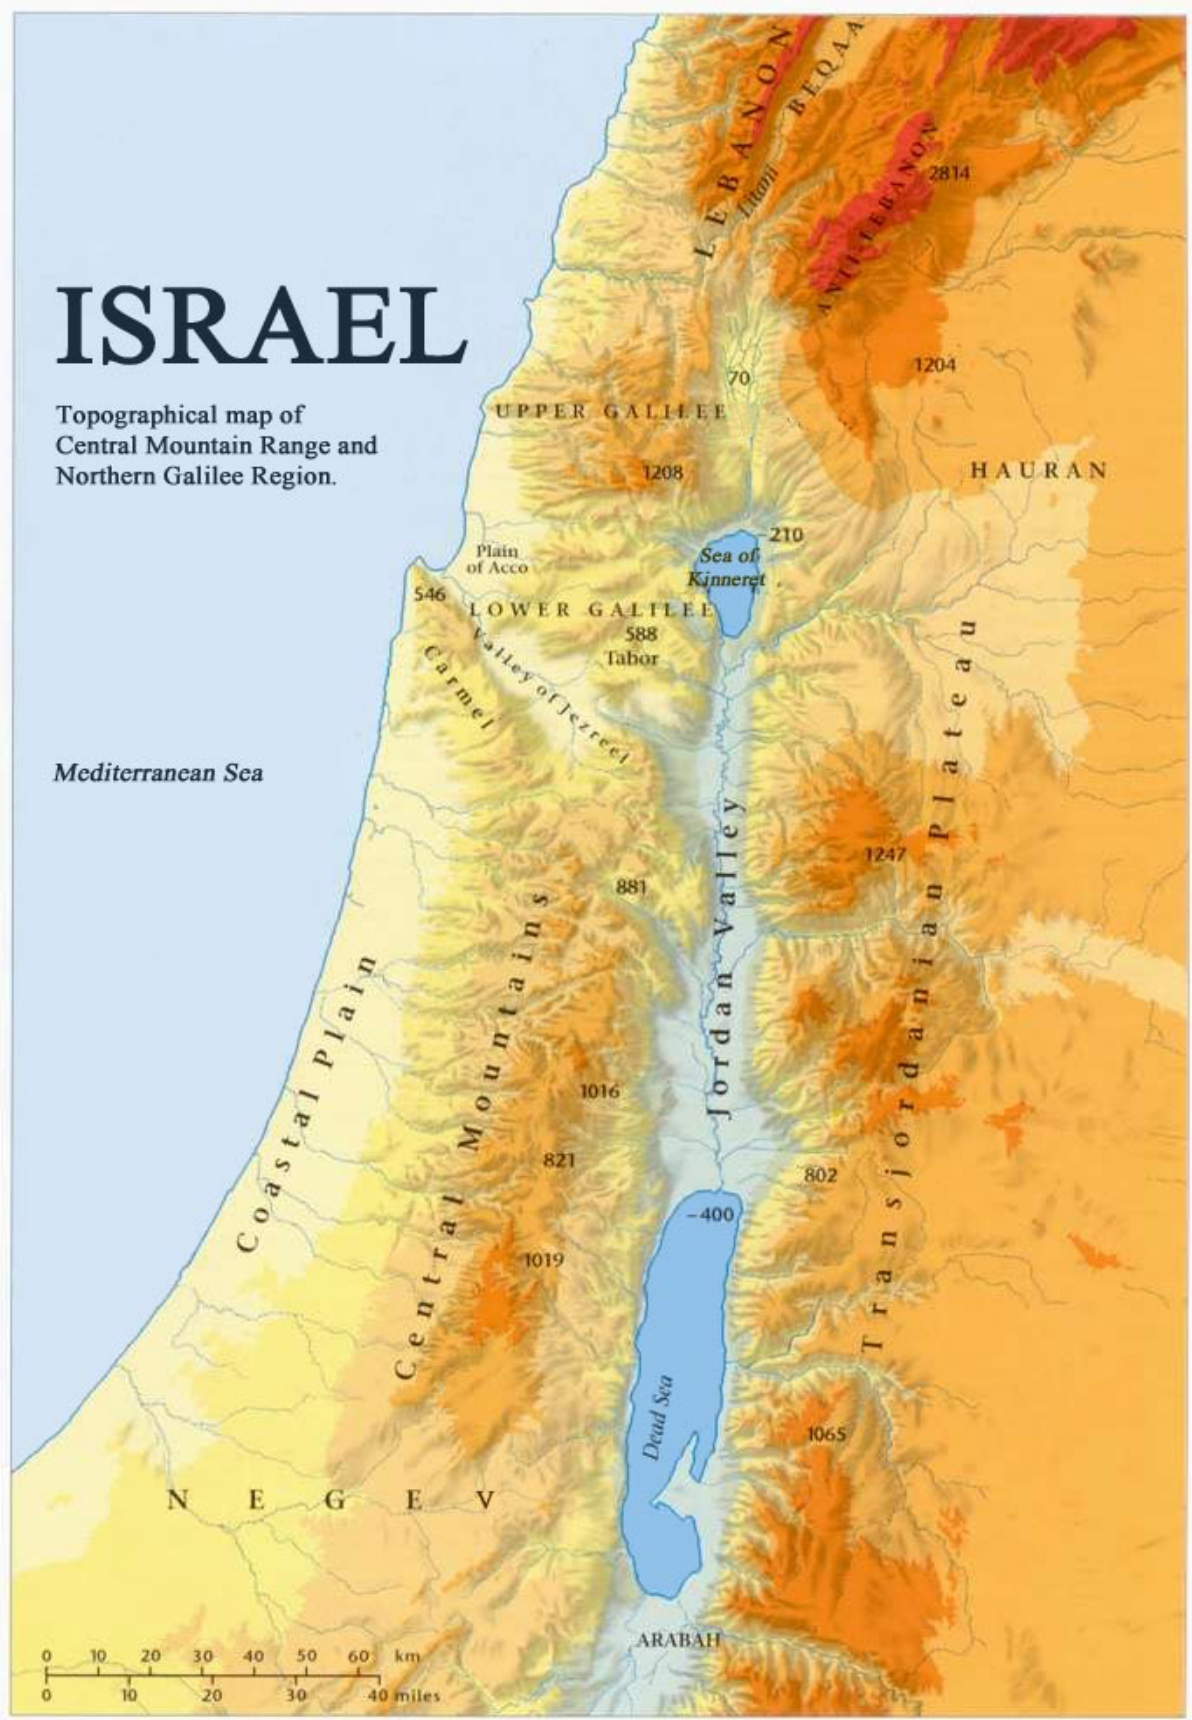 LEBANON
BEQAA
Litani
ANTI LEBANON
2814
ISRAEL
Topographical map of
Central Mountain Range and
Northern Galilee Region.
1204
70
UPPER GALILEE
1208
HAURAN
210
Sea of
Kinneret
Plain
of Acco
546
LOWER GALILEE
588
Tabor
Carmel
Valley of Jezreel
Mediterranean Sea
Transjordanian Plateau
1247
Jordan Valley
881
Central Mountains
Coastal Plain
1016
821
802
-400
1019
Dead Sea
1065
NEGEV
ARABAH
0 10 20 30 40 50 60 km
0 10 20 30 40 miles